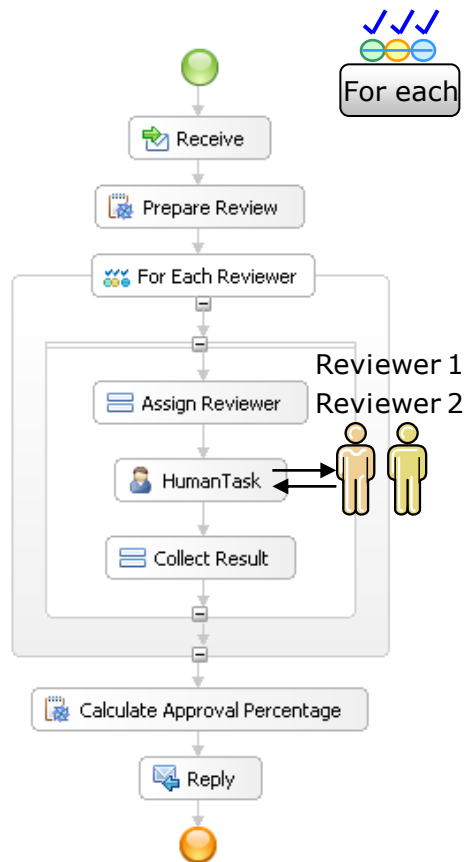 For each
Receive
Prepare Review
For Each Reviewer
Reviewer 1
Assign Reviewer
Reviewer 2
HumanTask
Collect Result
Calculate Approval Percentage
Reply